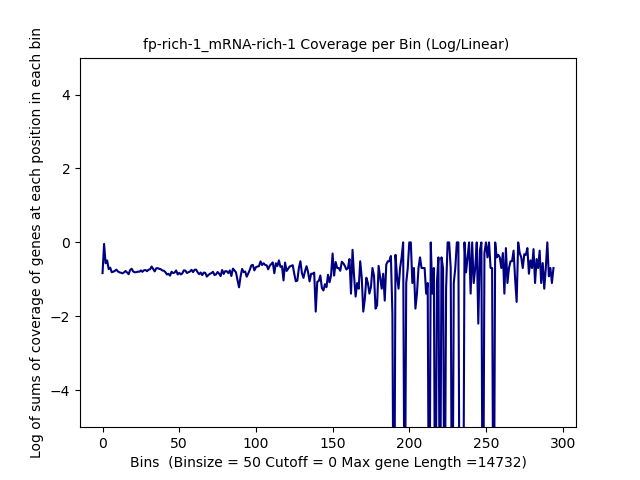 fp-rich-1_mRNA-rich-1 Coverage per Bin (Log/Linear)
Log of sums of coverage of genes at each position in each bin
4
2
0
−2
−4
0 50 100 150 200 250 300
Bins  (Binsize = 50 Cutoff = 0 Max gene Length =14732)